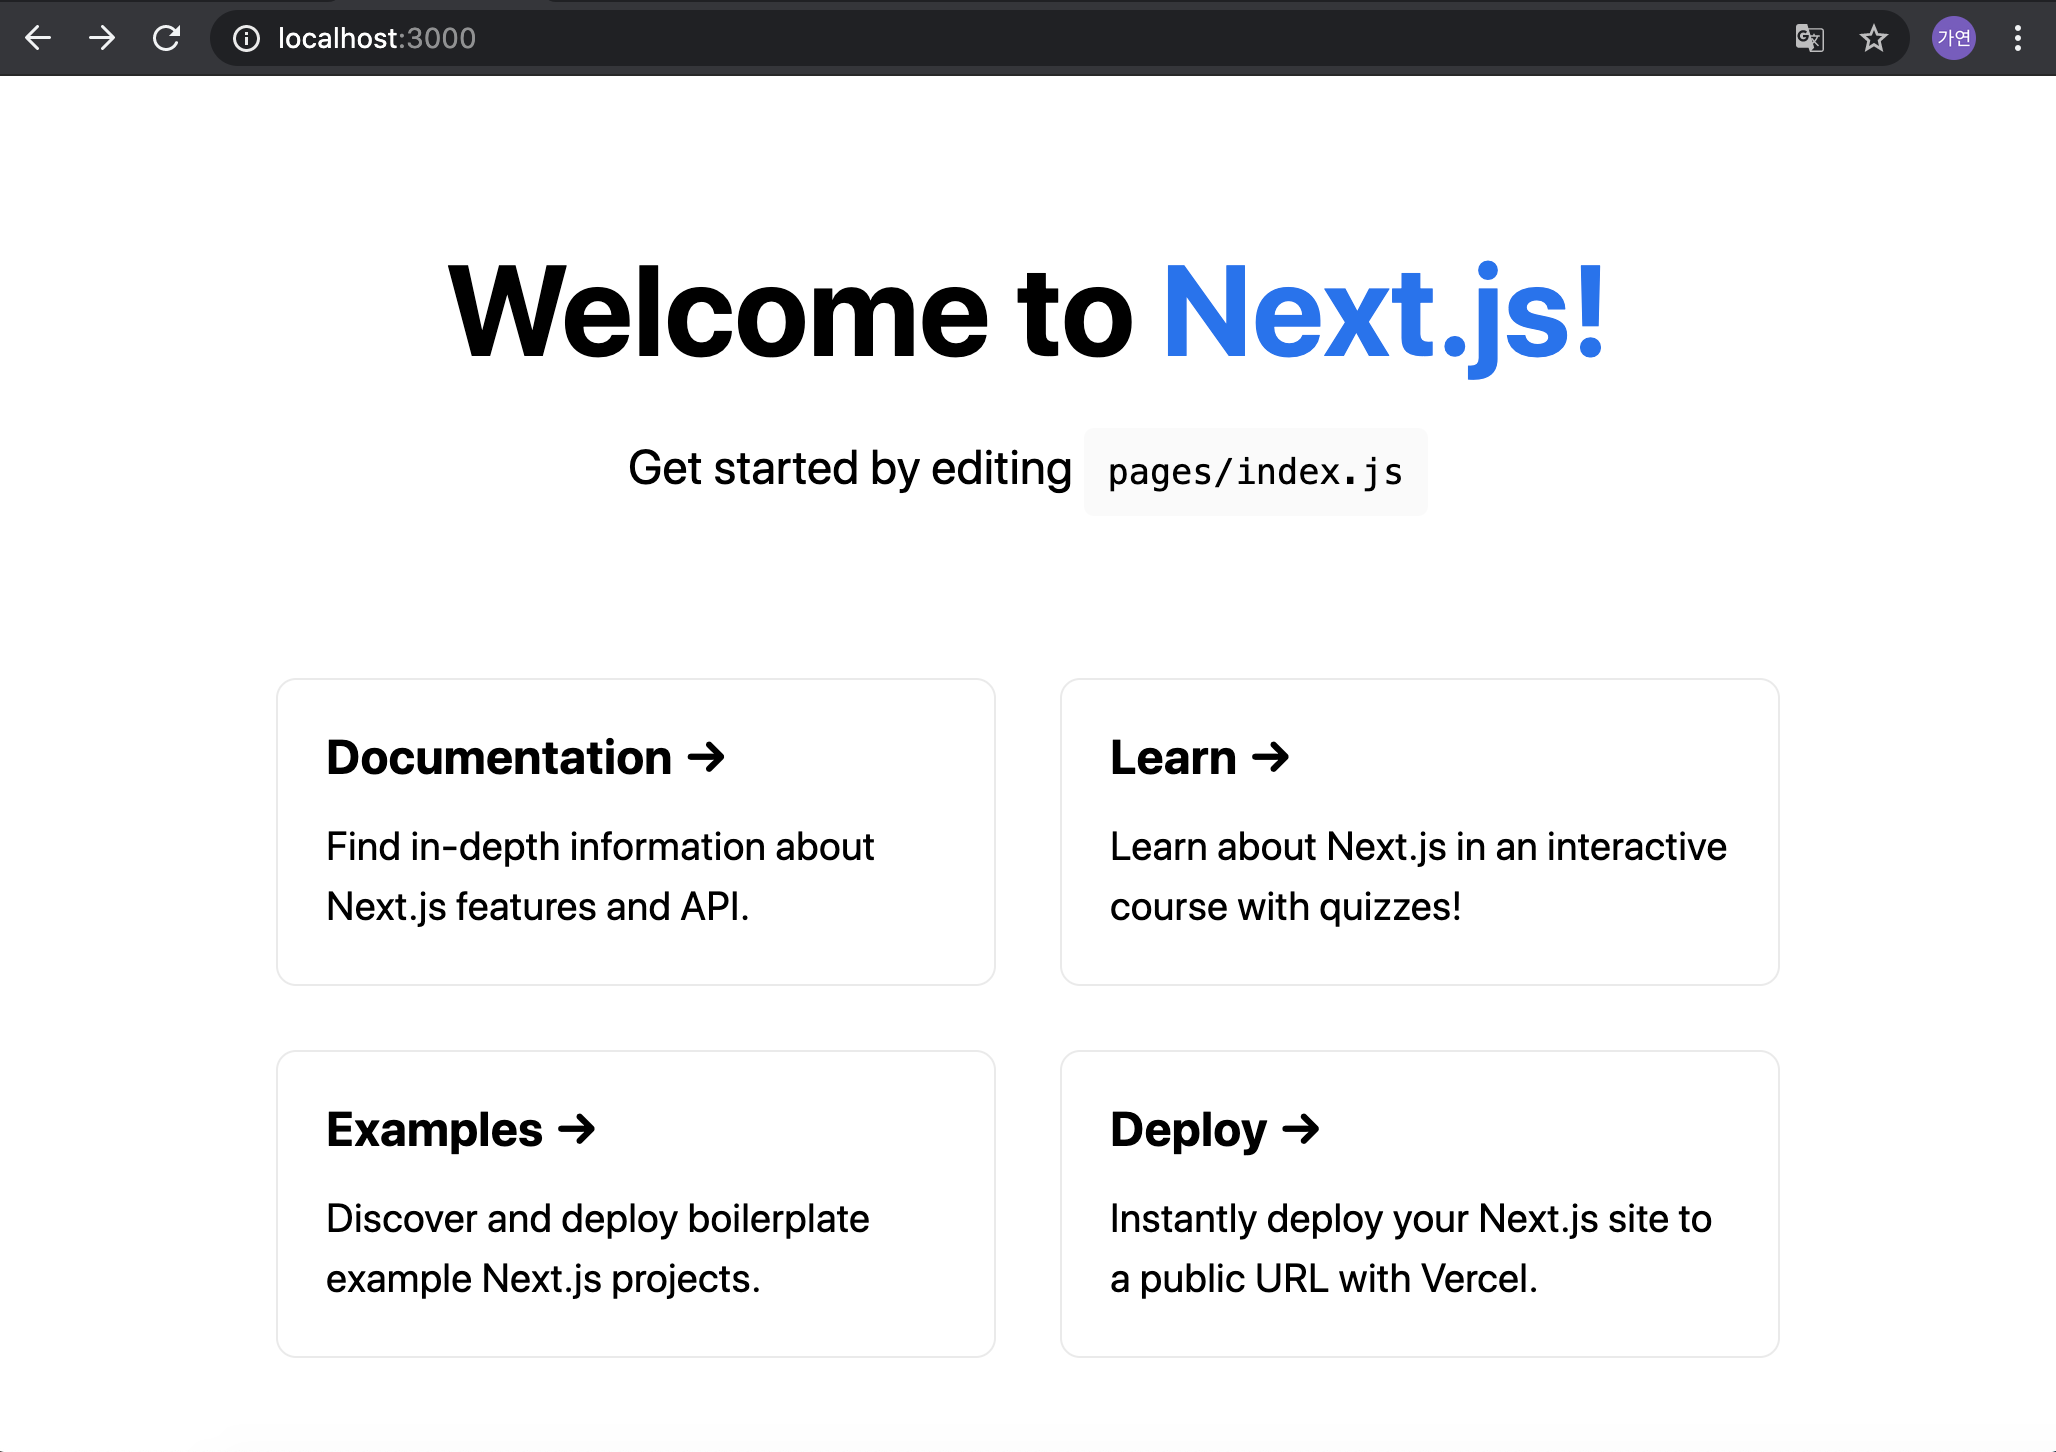 localhost:3000
가연
Welcome to Next.js!
Get started by editing pages/index.js
Documentation →
Find in-depth information about
Next.js features and API.
Learn →
Learn about Next.js in an interactive
course with quizzes!
Examples →
Discover and deploy boilerplate
example Next.js projects.
Deploy →
Instantly deploy your Next.js site to
a public URL with Vercel.